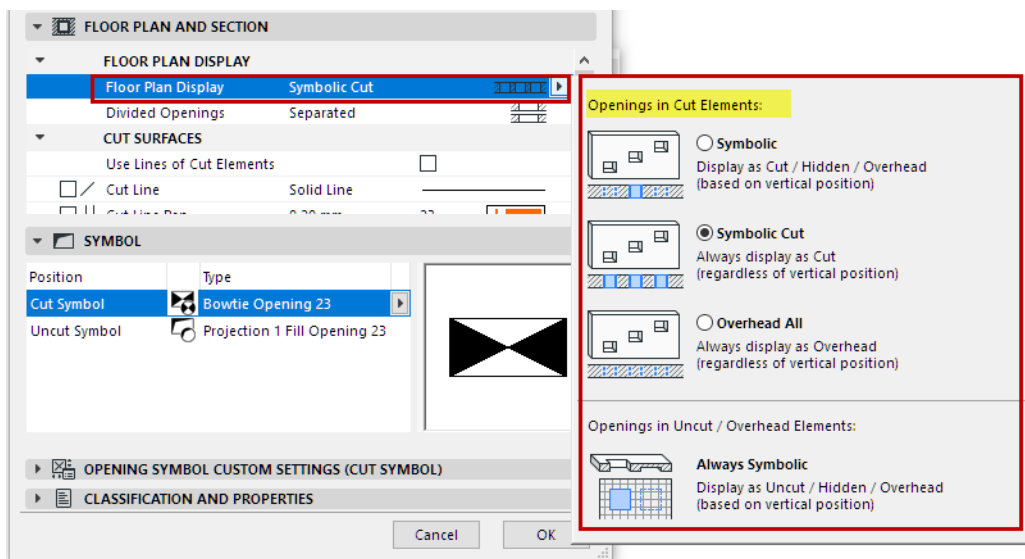 FLOOR PLAN AND SECTION
FLOOR PLAN DISPLAY
Floor Plan Display Symbolic Cut
Divided Openings Separated
CUT SURFACES
Use Lines of Cut Elements
Cut Line Solid Line
SYMBOL
Position Type
Cut Symbol Bowtie Opening 23
Uncut Symbol Projection 1 Fill Opening 23
OPENING SYMBOL CUSTOM SETTINGS (CUT SYMBOL)
CLASSIFICATION AND PROPERTIES
Cancel OK
Openings in Cut Elements:
Symbolic
Display as Cut / Hidden / Overhead
(based on vertical position)
Symbolic Cut
Always display as Cut
(regardless of vertical position)
Overhead All
Always display as Overhead
(regardless of vertical position)
Openings in Uncut / Overhead Elements:
Always Symbolic
Display as Uncut / Hidden / Overhead
(based on vertical position)